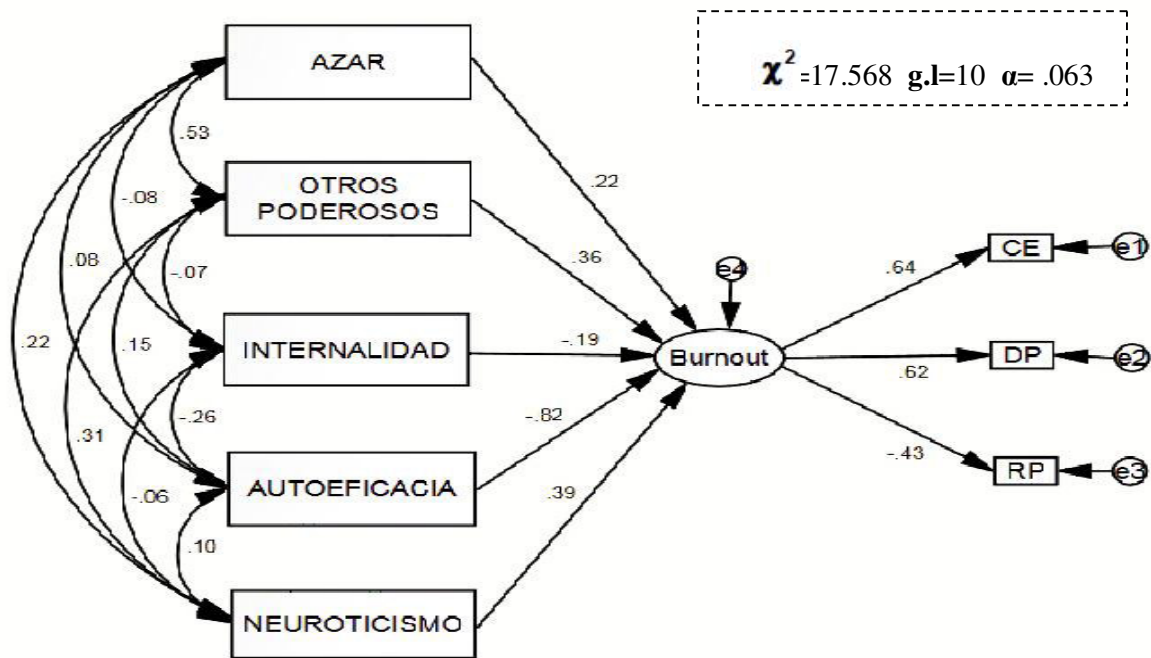 χ² =17.568 g.l=10 α= .063
AZAR
.53
OTROS
PODEROSOS
-.08
-.07
.08
INTERNALIDAD
.22
.15
-.26
.31
AUTOEFICACIA
-.06
.10
NEUROTICISMO
.22
.36
-.19
-.82
.39
e4
Burnout
.64
.62
-.43
CE
e1
DP
e2
RP
e3